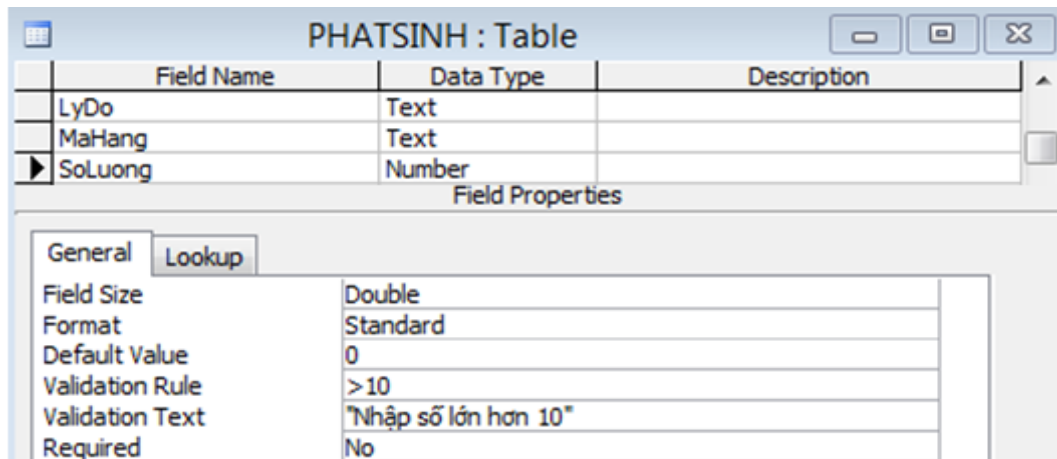 PHATSINH : Table
Field Name Data Type Description
LyDo Text
MaHang Text
SoLuong Number
Field Properties
General Lookup
Field Size Double
Format Standard
Default Value 0
Validation Rule >10
Validation Text "Nhập số lớn hơn 10"
Required No